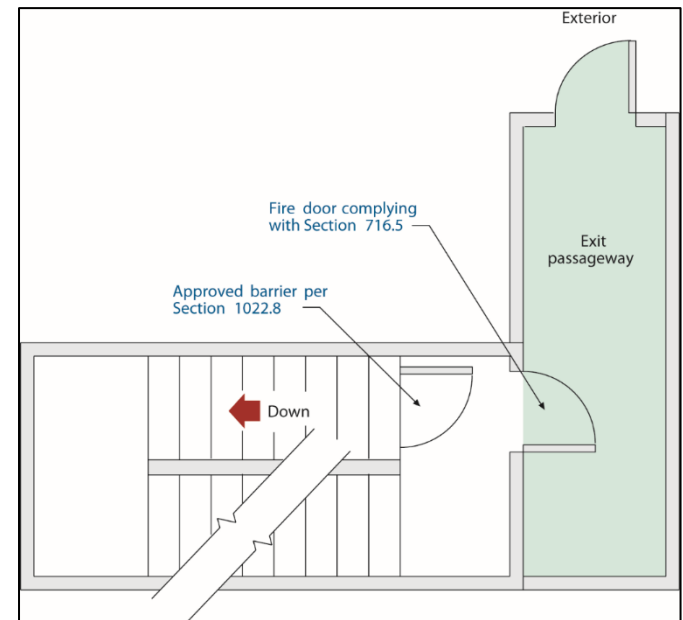 Exterior
Fire door complying
with Section 716.5
Exit
passageway
Approved barrier per
Section 1022.8
Down